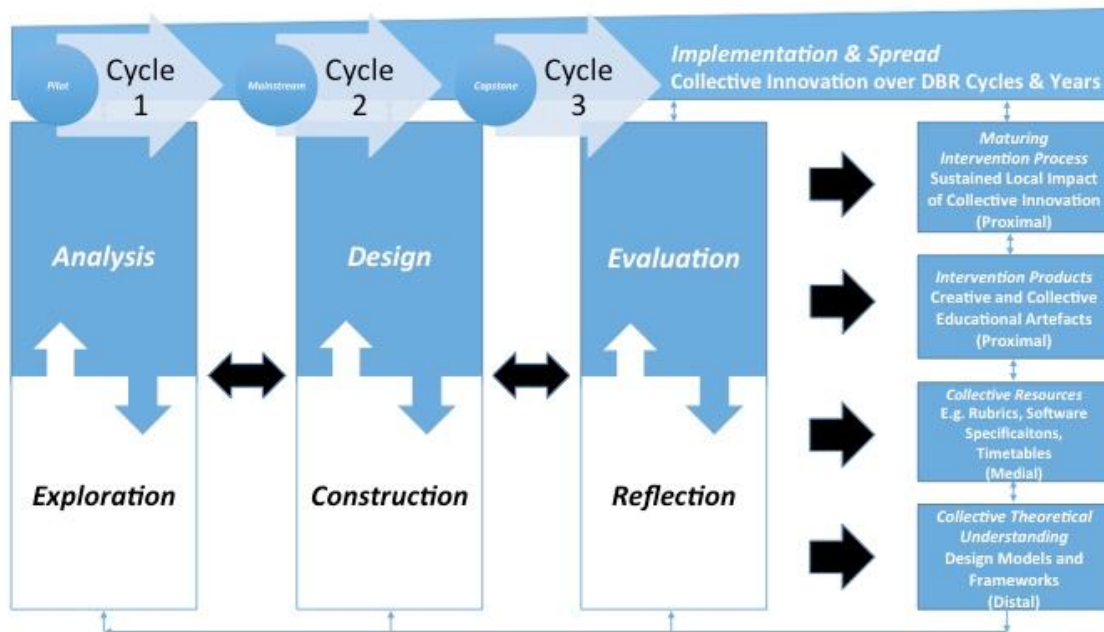 Pilot
Cycle
1
Mainstream
Cycle
2
Capstone
Cycle
3
Implementation & Spread
Collective Innovation over DBR Cycles & Years
Analysis
Exploration
Design
Construction
Evaluation
Reflection
Maturing
Intervention Process
Sustained Local Impact
of Collective Innovation
(Proximal)
Intervention Products
Creative and Collective
Educational Artefacts
(Proximal)
Collective Resources
E.g. Rubrics, Software
Specificaitons,
Timetables
(Medial)
Collective Theoretical
Understanding
Design Models and
Frameworks
(Distal)